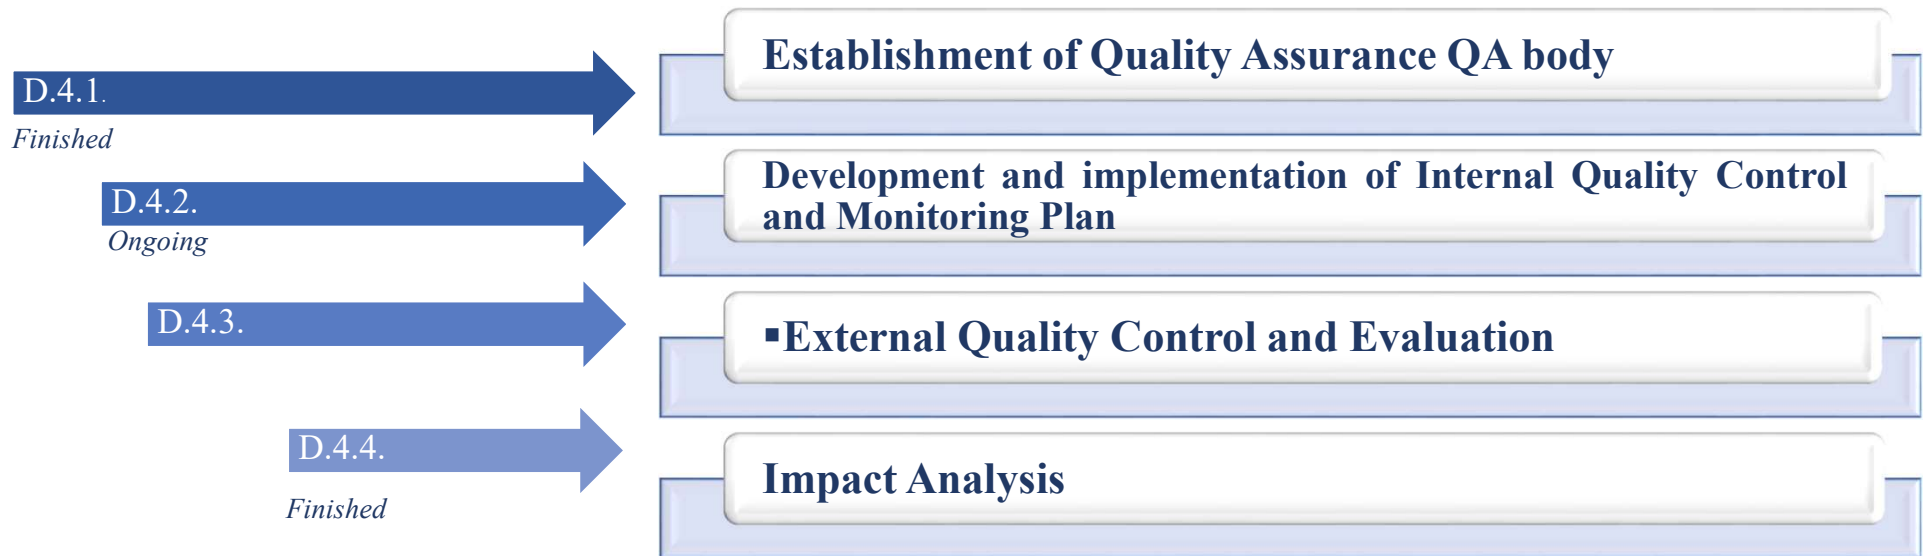 D.4.1.
Finished
Establishment of Quality Assurance QA body
D.4.2.
Ongoing
Development and implementation of Internal Quality Control
and Monitoring Plan
D.4.3.
▪External Quality Control and Evaluation
D.4.4.
Finished
Impact Analysis